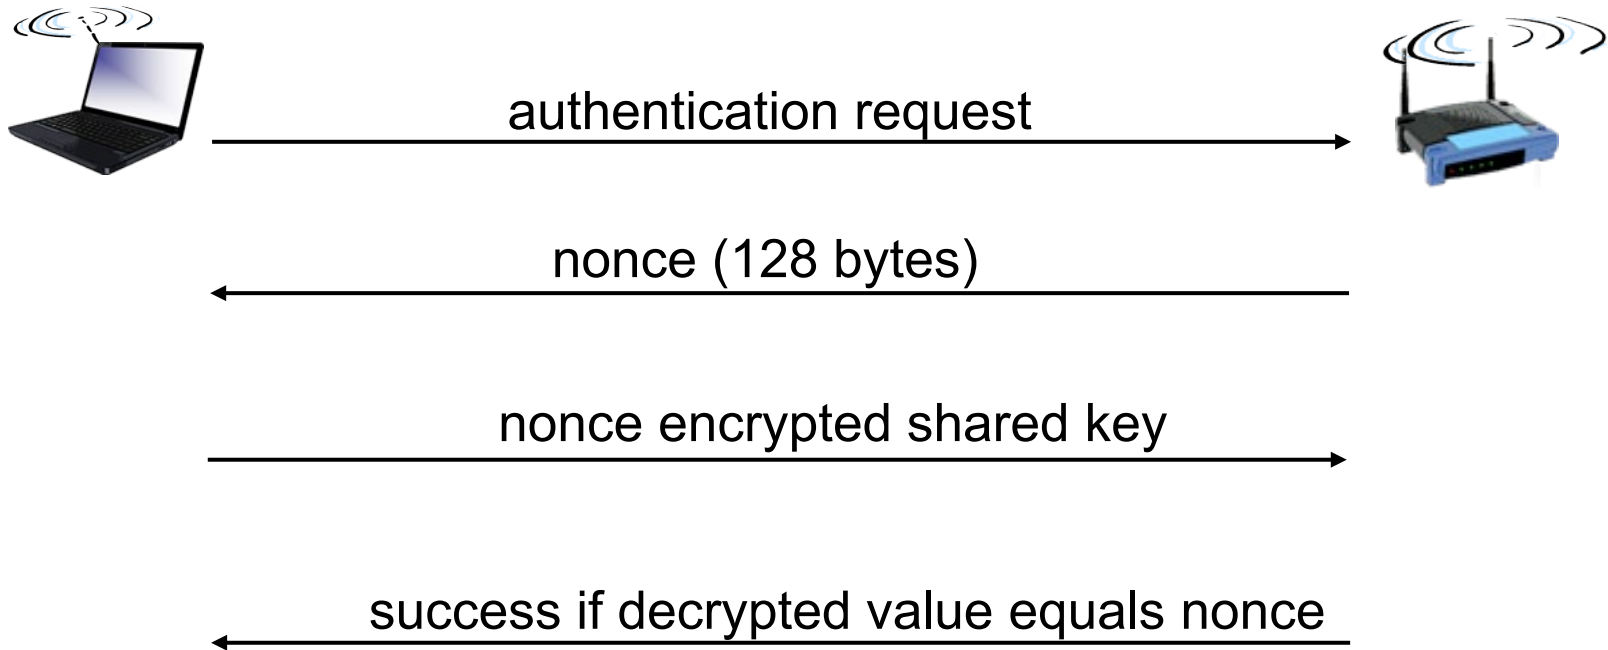 authentication request
nonce (128 bytes)
nonce encrypted shared key
success if decrypted value equals nonce